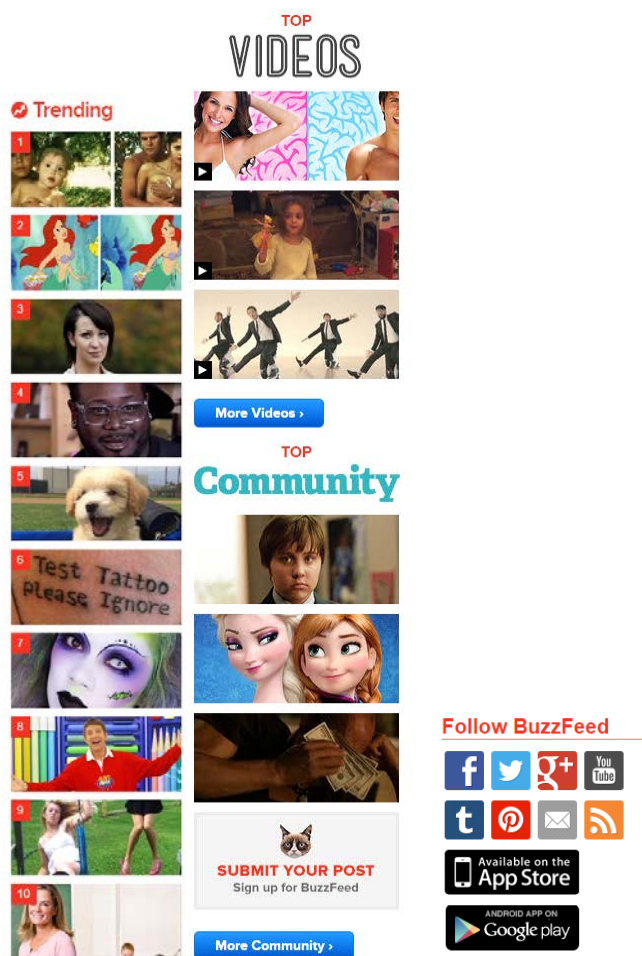 TOP
VIDEOS
Trending
1
2
3
4
5
6
Test Tattoo
please Ignore
7
8
9
10
More Videos ›
TOP
Community
SUBMIT YOUR POST
Sign up for BuzzFeed
More Community ›
Follow BuzzFeed
f
g+
You
Tube
t
Available on the
App Store
ANDROID APP ON
Google play